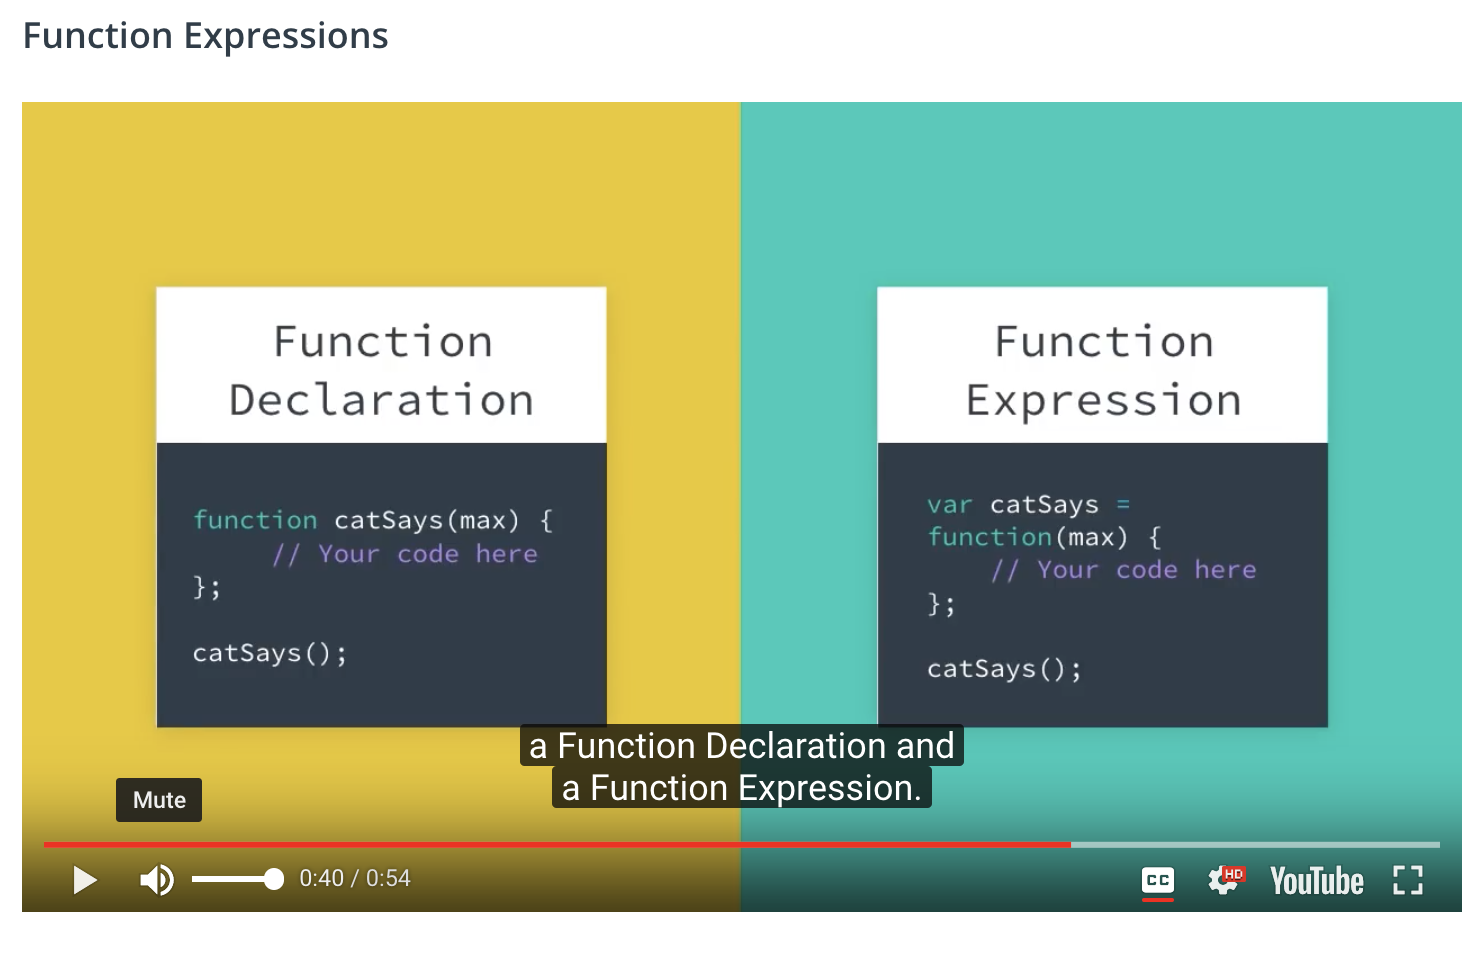 Function Expressions
Function
Declaration
function catSays(max) {
// Your code here
};
catSays();
Function
Expression
var catSays =
function(max) {
// Your code here
};
catSays();
a Function Declaration and
a Function Expression.
Mute
0:40 / 0:54
CC
HD
YouTube